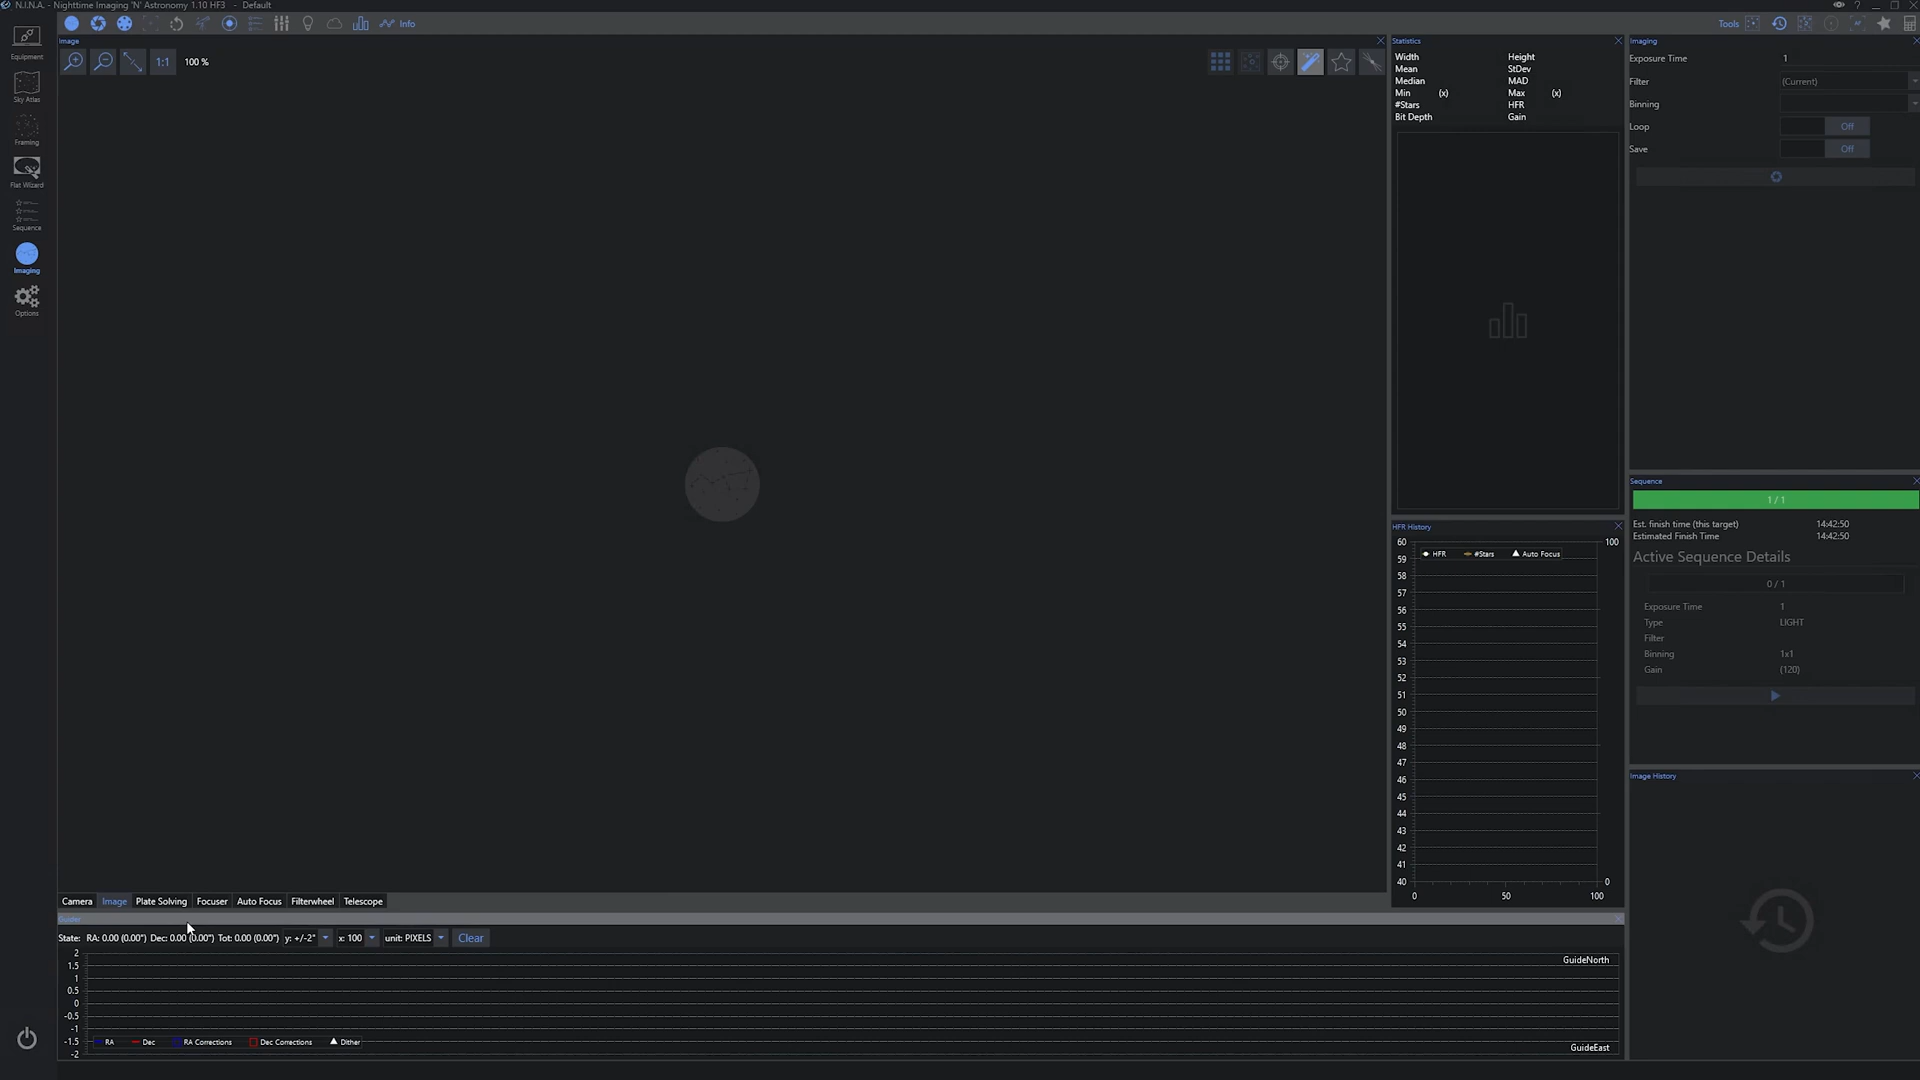 N.I.N.A. - Nighttime Imaging 'N' Astronomy 1.10 HF3 - Default
Info
Tools
Equipment
Sky Atlas
Framing
Flat Wizard
Sequence
Imaging
Options
Image
1:1
100 %
Statistics
Width Height
Mean StDev
Median MAD
Min (x) Max (x)
#Stars HFR
Bit Depth Gain
Imaging
Exposure Time 1
Filter (Current)
Binning
Loop Off
Save Off
HFR History
HFR #Stars Auto Focus
60
59
58
57
56
55
54
53
52
51
50
49
48
47
46
45
44
43
42
41
40
100
0
0 50 100
Sequence
1 / 1
Est. finish time (this target) 14:42:50
Estimated Finish Time 14:42:50
Active Sequence Details
0 / 1
Exposure Time 1
Type LIGHT
Filter
Binning 1x1
Gain (120)
Image History
Camera Image Plate Solving Focuser Auto Focus Filterwheel Telescope
Guider
State: RA: 0.00 (0.00") Dec: 0.00 (0.00") Tot: 0.00 (0.00") y: +/-2" x: 100 unit: PIXELS Clear
2
1.5
1
0.5
0
-0.5
-1
-1.5
-2
GuideNorth
RA Dec RA Corrections Dec Corrections Dither
GuideEast